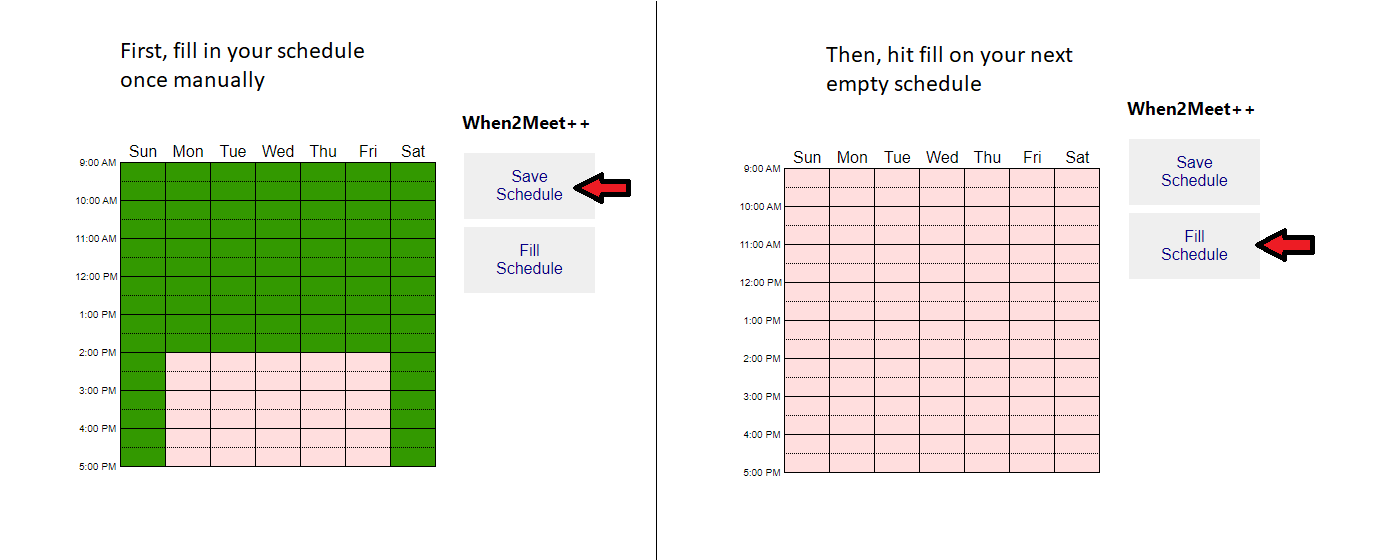 First, fill in your schedule
once manually
When2Meet++
Sun Mon Tue Wed Thu Fri Sat
9:00 AM
10:00 AM
11:00 AM
12:00 PM
1:00 PM
2:00 PM
3:00 PM
4:00 PM
5:00 PM
Save
Schedule
Fill
Schedule
Then, hit fill on your next
empty schedule
When2Meet++
Sun Mon Tue Wed Thu Fri Sat
9:00 AM
10:00 AM
11:00 AM
12:00 PM
1:00 PM
2:00 PM
3:00 PM
4:00 PM
5:00 PM
Save
Schedule
Fill
Schedule